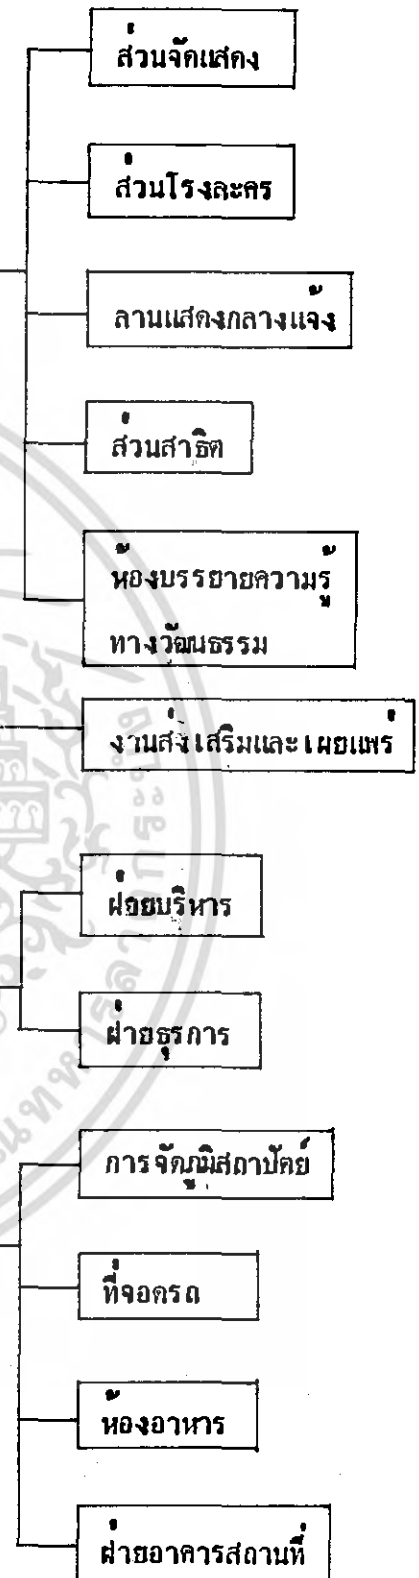 ส่วนจัดแสดง
ส่วนโรงละคร
ลานแสดงกลางแจ้ง
ส่วนสาธิต
ห้องบรรยายความรู้
ทางวัฒนธรรม
งานส่งเสริมและเผยแพร่
ฝ่ายบริหาร
ฝ่ายธุรการ
การจัดภูมิสถาปัตย์
ที่จอดรถ
ห้องอาหาร
ฝ่ายอาคารสถานที่